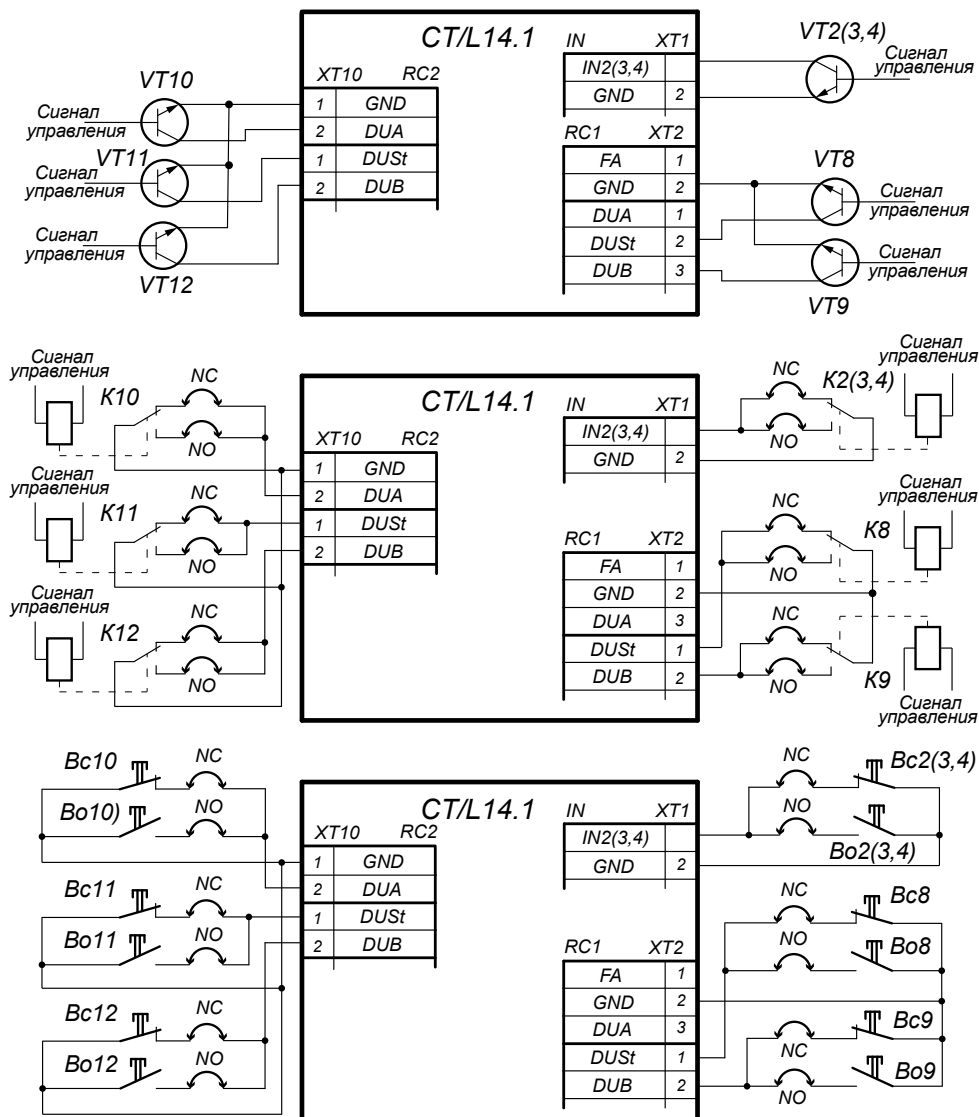 CT/L14.1
IN XT1
VT2(3,4)
Сигнал
управления
VT10
XT10 RC2
IN2(3,4)
GND 2
1 GND
Сигнал
управления
2 DUA
RC1 XT2
VT11
1 DUSt
FA 1
VT8
Сигнал
управления
2 DUB
GND 2
Сигнал
управления
DUA 1
Сигнал
управления
DUSt 2
VT12
DUB 3
Сигнал
управления
VT9
Сигнал
управления
K10
NC
NO
CT/L14.1
IN XT1
NC
NO
K2(3,4)
Сигнал
управления
XT10 RC2
IN2(3,4)
GND 2
1 GND
2 DUA
1 DUSt
2 DUB
Сигнал
управления
K11
NC
NO
RC1 XT2
FA 1
GND 2
DUA 3
DUSt 1
DUB 2
NC
NO
K8
Сигнал
управления
Сигнал
управления
K12
NC
NO
NC
NO
K9
Сигнал
управления
Bc10
NC
Bo10)
NO
CT/L14.1
IN XT1
NC
Bc2(3,4)
NO
Bo2(3,4)
XT10 RC2
IN2(3,4)
GND 2
1 GND
2 DUA
1 DUSt
2 DUB
Bc11
NC
Bo11
NO
RC1 XT2
FA 1
GND 2
DUA 3
DUSt 1
DUB 2
NC
Bc8
NO
Bo8
Bc12
NC
Bo12
NO
Bc9
NC
Bo9
NO